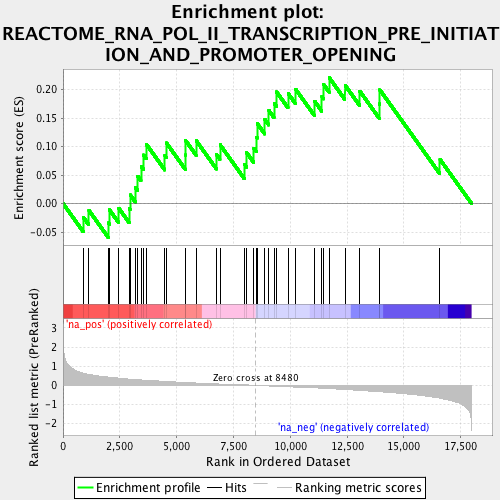 Enrichment plot:
REACTOME_RNA_POL_II_TRANSCRIPTION_PRE_INITIAT
ION_AND_PROMOTER_OPENING
Enrichment score (ES)
0.20
0.15
0.10
0.05
0.00
-0.05
'na_pos' (positively correlated)
Ranked list metric (PreRanked)
3
2
1
0
-1
-2
Zero cross at 8480
'na_neg' (negatively correlated)
0
2,500
5,000
7,500
10,000
12,500
15,000
17,500
Rank in Ordered Dataset
Enrichment profile
Hits
Ranking metric scores